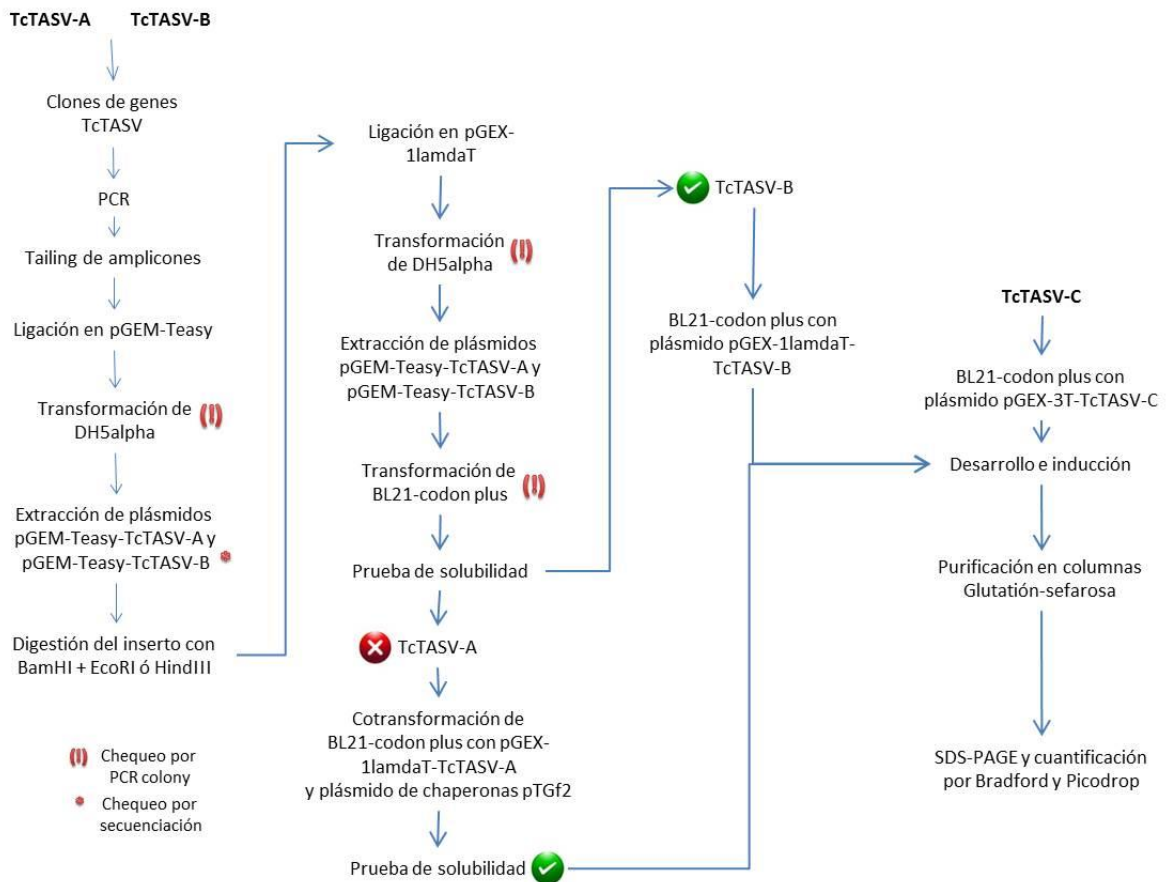 TcTASV-A TcTASV-B
Clones de genes
TcTASV
PCR
Tailing de amplicones
Ligación en pGEM-Teasy
Transformación de
DH5alpha
Extracción de plásmidos
pGEM-Teasy-TcTASV-A y
pGEM-Teasy-TcTASV-B
Digestión del inserto con
BamHI + EcoRI ó HindIII
Chequeo por
PCR colony
Chequeo por
secuenciación
Ligación en pGEX-
1lamdaT
Transformación
de DH5alpha
Extracción de plásmidos
pGEM-Teasy-TcTASV-A y
pGEM-Teasy-TcTASV-B
Transformación de
BL21-codon plus
Prueba de solubilidad
TcTASV-A
Cotransformación de
BL21-codon plus con pGEX-
1lamdaT-TcTASV-A
y plásmido de chaperonas pTGf2
Prueba de solubilidad
TcTASV-B
BL21-codon plus con
plásmido pGEX-1lamdaT-
TcTASV-B
TcTASV-C
BL21-codon plus con
plásmido pGEX-3T-TcTASV-C
Desarrollo e inducción
Purificación en columnas
Glutatión-sefarosa
SDS-PAGE y cuantificación
por Bradford y Picodrop